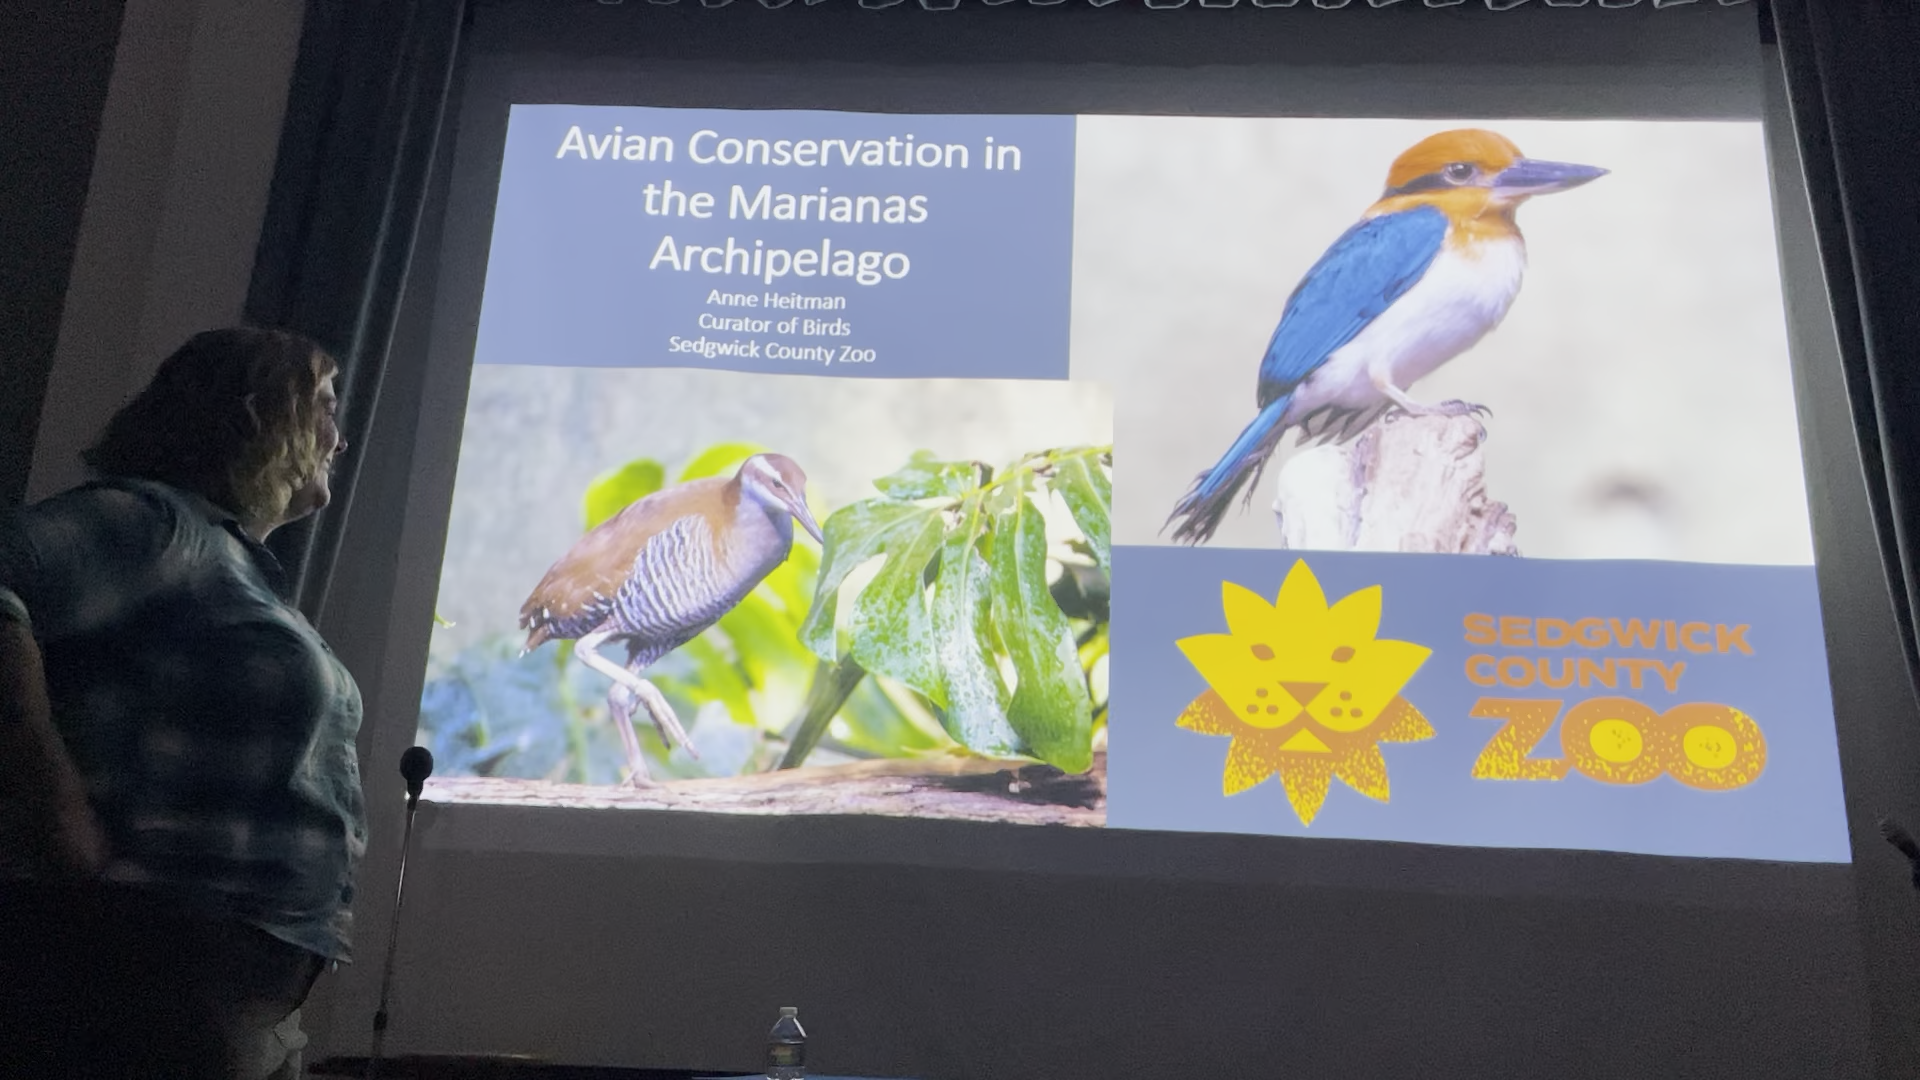 Avian Conservation in
the Marianas
Archipelago
Anne Heitman
Curator of Birds
Sedgwick County Zoo
SEDGWICK
COUNTY
ZOO